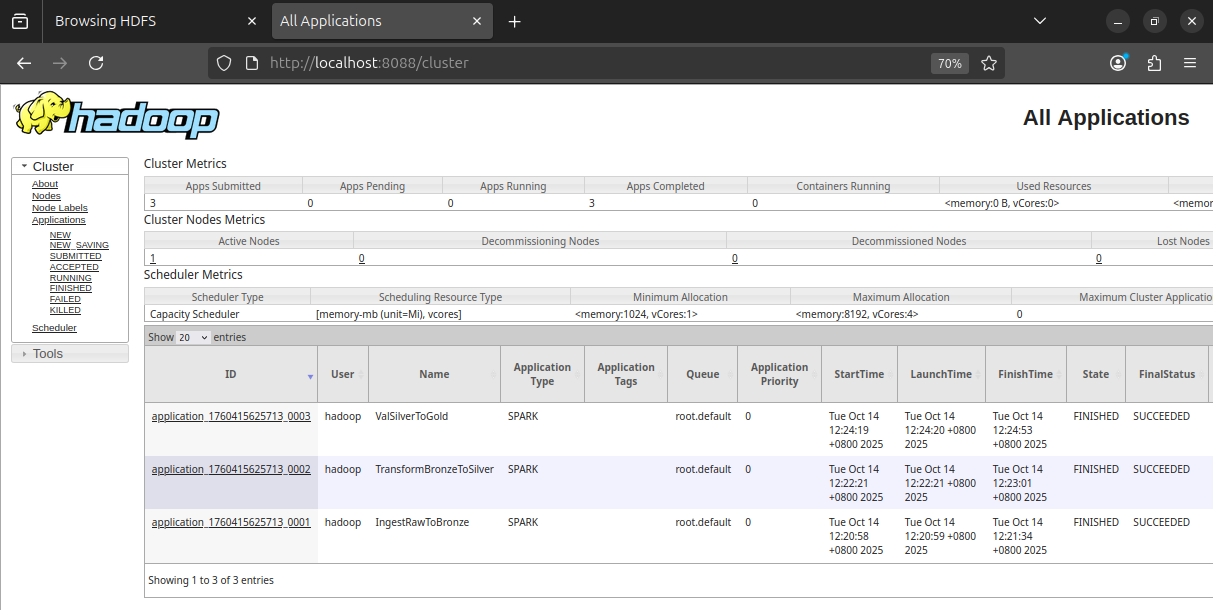 Browsing HDFS
All Applications
http://localhost:8088/cluster
70%
hadoop
All Applications
Cluster
About
Nodes
Node Labels
Applications
NEW
NEW_SAVING
SUBMITTED
ACCEPTED
RUNNING
FINISHED
FAILED
KILLED
Scheduler
Tools
Cluster Metrics
Apps Submitted Apps Pending Apps Running Apps Completed Containers Running Used Resources
3 0 0 3 0 <memory:0 B, vCores:0> <memor
Cluster Nodes Metrics
Active Nodes Decommissioning Nodes Decommissioned Nodes Lost Nodes
1 0 0 0
Scheduler Metrics
Scheduler Type Scheduling Resource Type Minimum Allocation Maximum Allocation Maximum Cluster Applicatio
Capacity Scheduler [memory-mb (unit=Mi), vcores] <memory:1024, vCores:1> <memory:8192, vCores:4> 0
Show 20 entries
ID User Name Application Type Application Tags Queue Application Priority StartTime LaunchTime FinishTime State FinalStatus
application_1760415625713_0003 hadoop ValSilverToGold SPARK root.default 0 Tue Oct 14 12:24:19 +0800 2025 Tue Oct 14 12:24:20 +0800 2025 Tue Oct 14 12:24:53 +0800 2025 FINISHED SUCCEEDED
application_1760415625713_0002 hadoop TransformBronzeToSilver SPARK root.default 0 Tue Oct 14 12:22:21 +0800 2025 Tue Oct 14 12:22:21 +0800 2025 Tue Oct 14 12:23:01 +0800 2025 FINISHED SUCCEEDED
application_1760415625713_0001 hadoop IngestRawToBronze SPARK root.default 0 Tue Oct 14 12:20:58 +0800 2025 Tue Oct 14 12:20:59 +0800 2025 Tue Oct 14 12:21:34 +0800 2025 FINISHED SUCCEEDED
Showing 1 to 3 of 3 entries